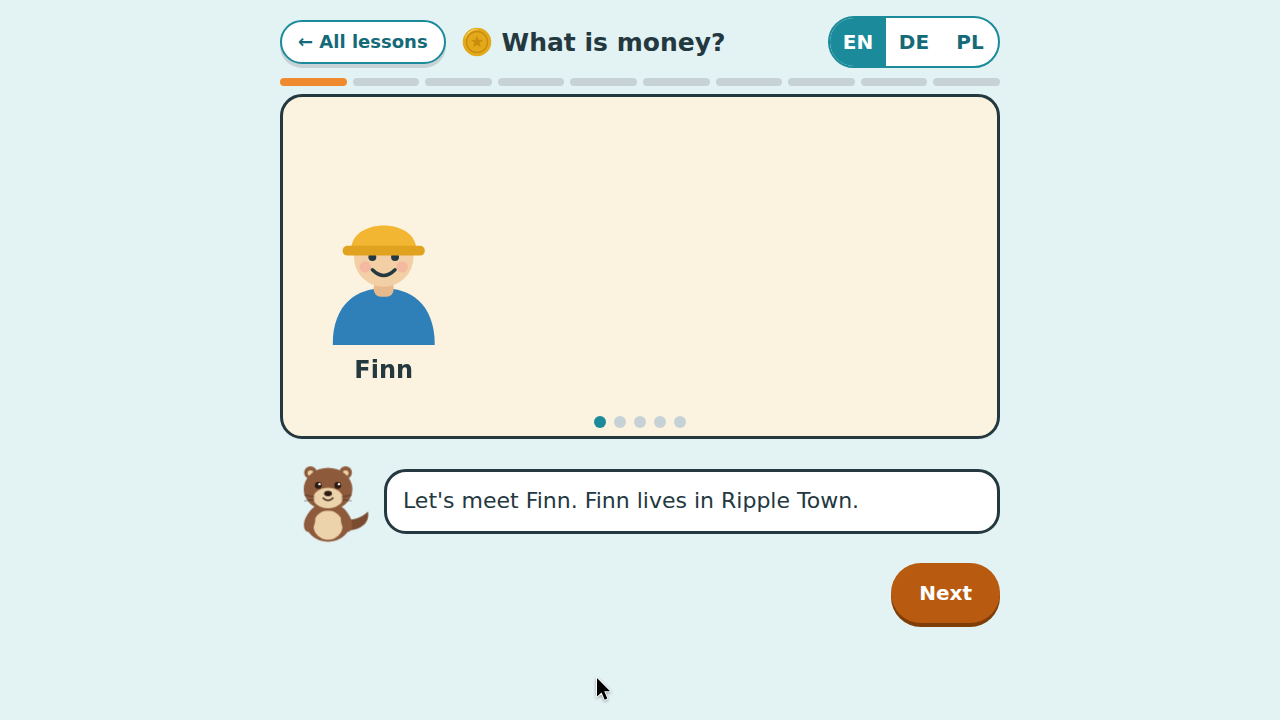 ← All lessons
What is money?
EN DE PL
Finn
Let's meet Finn. Finn lives in Ripple Town.
Next